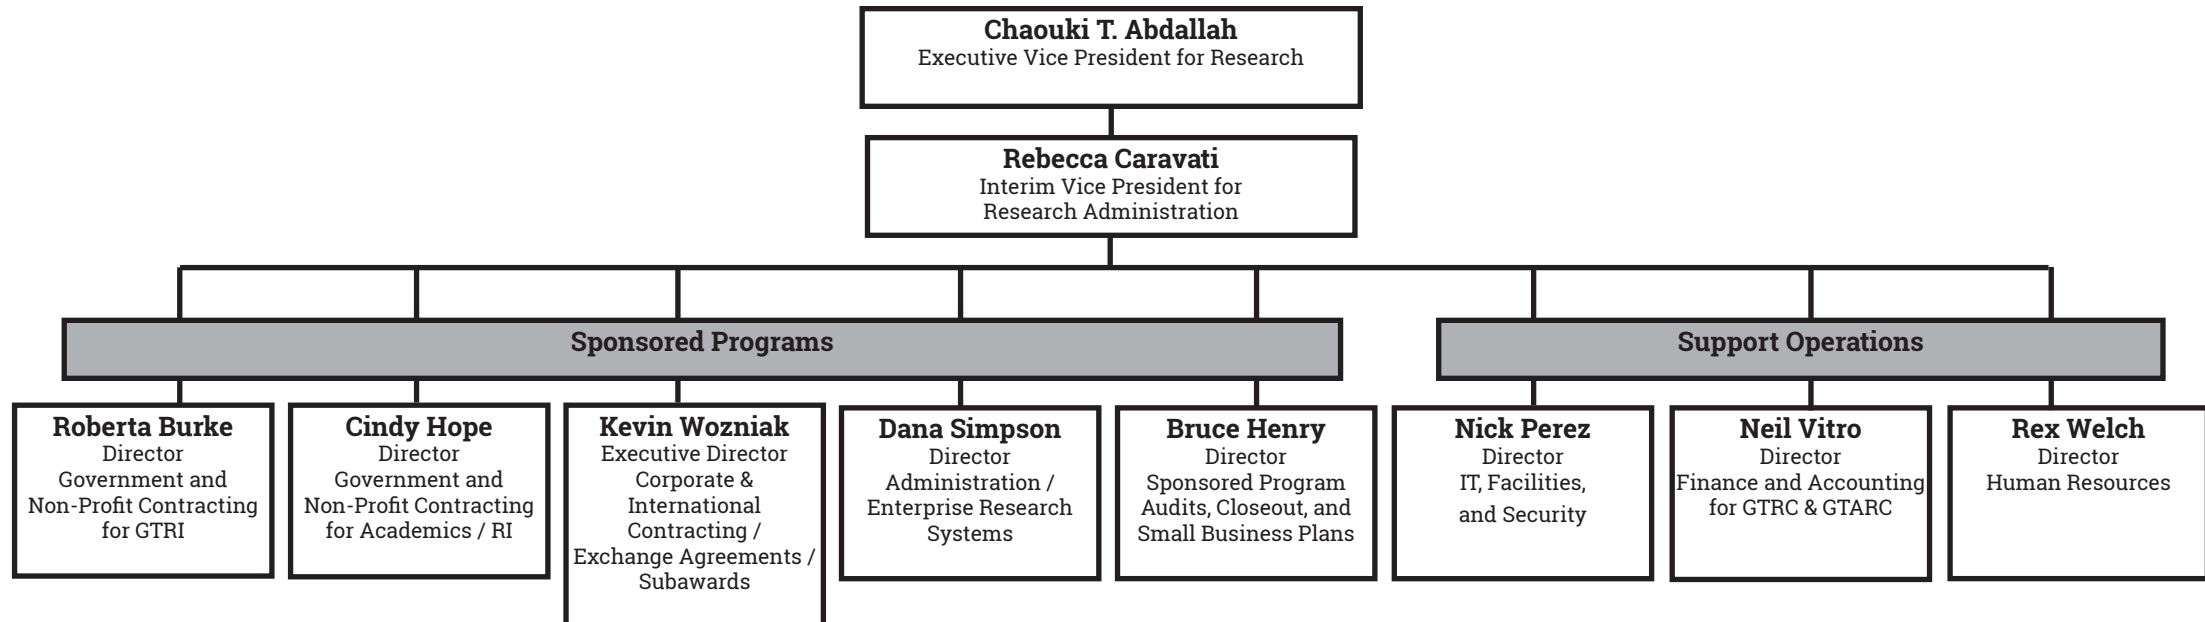 Chaouki T. Abdallah
Executive Vice President for Research
Rebecca Caravati
Interim Vice President for
Research Administration
Sponsored Programs
Support Operations
Roberta Burke
Director
Government and
Non-Profit Contracting
for GTRI
Cindy Hope
Director
Government and
Non-Profit Contracting
for Academics / RI
Kevin Wozniak
Executive Director
Corporate &
International
Contracting /
Exchange Agreements /
Subawards
Dana Simpson
Director
Administration /
Enterprise Research
Systems
Bruce Henry
Director
Sponsored Program
Audits, Closeout, and
Small Business Plans
Nick Perez
Director
IT, Facilities,
and Security
Neil Vitro
Director
Finance and Accounting
for GTRC & GTARC
Rex Welch
Director
Human Resources